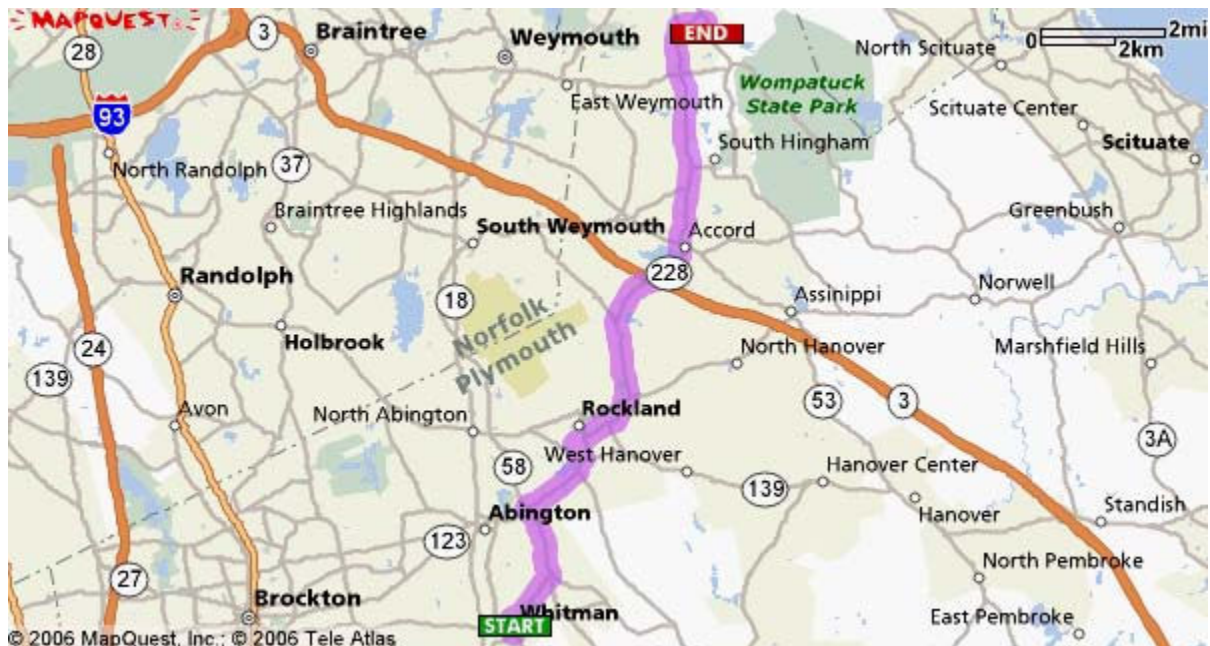 MAPQUEST
3
Braintree
Weymouth
END
North Scituate
0
2mi
2km
28
Wompatuck
State Park
East Weymouth
Scituate Center
93
South Hingham
Scituate
North Randolph
37
Braintree Highlands
South Weymouth
Accord
Greenbush
Randolph
228
18
Assinippi
Norwell
Holbrook
Norfolk
Plymouth
24
North Hanover
Marshfield Hills
139
Avon
North Abington
Rockland
53
3
3A
West Hanover
58
Hanover Center
139
Abington
Hanover
Standish
123
North Pembroke
27
Brockton
Whitman
START
East Pembroke
© 2006 MapQuest, Inc.; © 2006 Tele Atlas